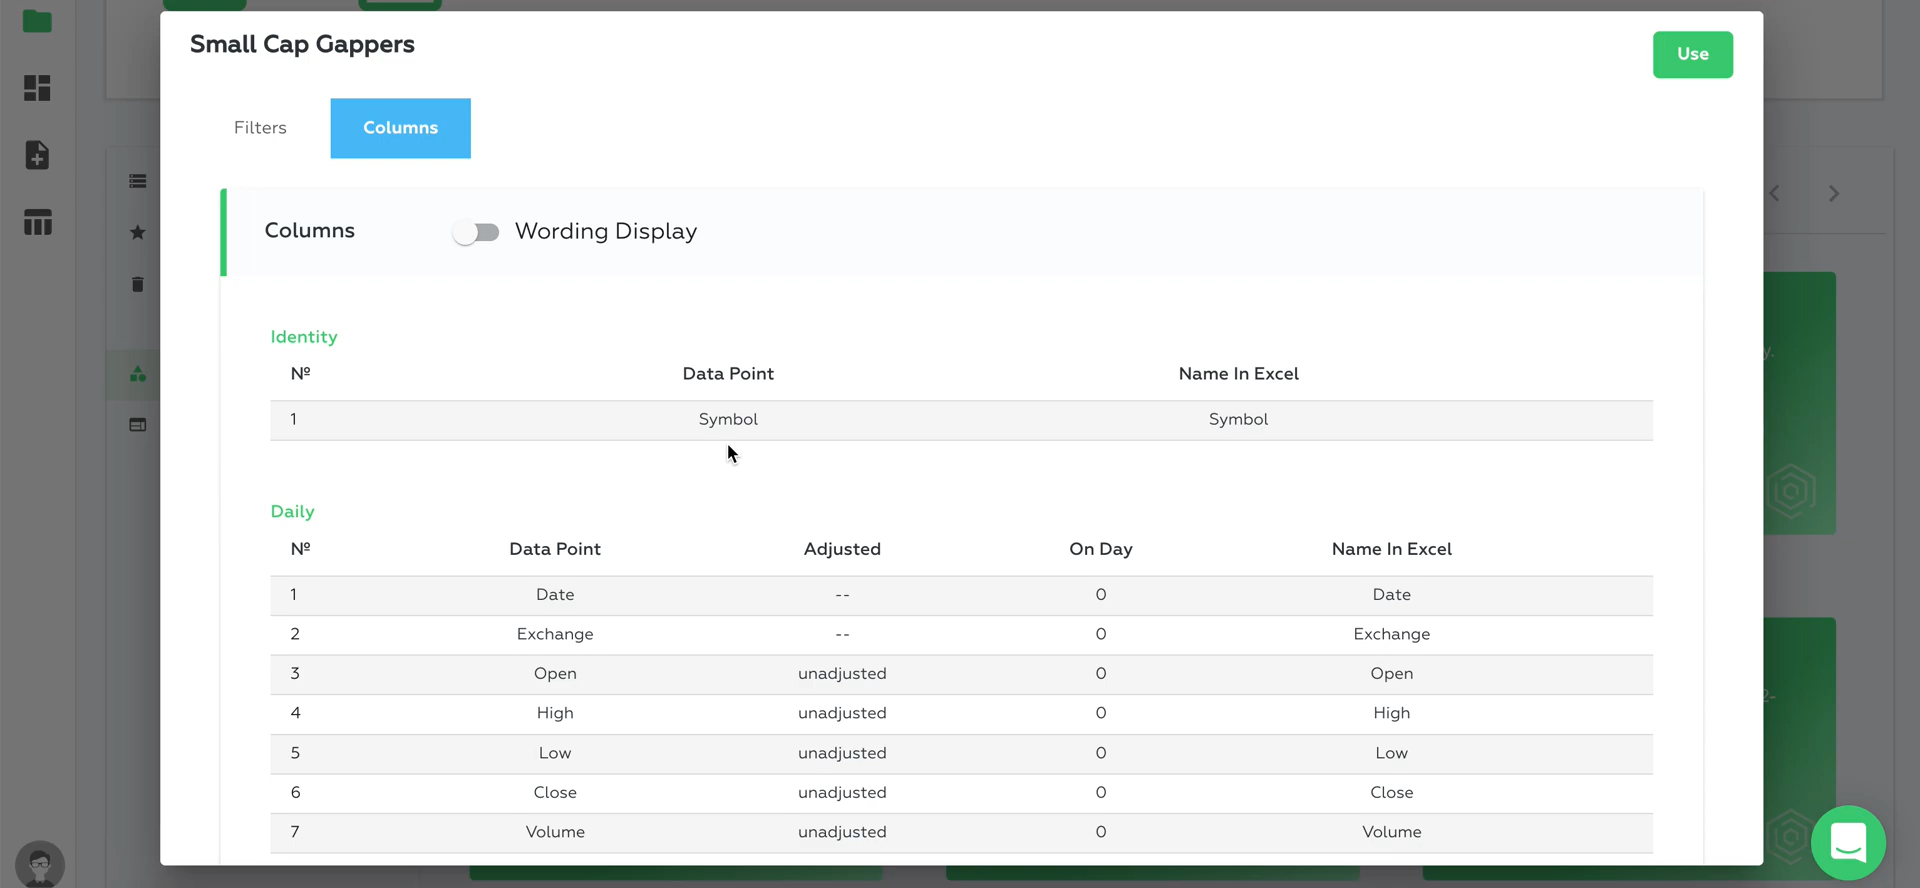 Small Cap Gappers
Use
Filters
Columns
Columns
Wording Display
Identity
Nº Data Point Name In Excel
1 Symbol Symbol
Daily
Nº Data Point Adjusted On Day Name In Excel
1 Date -- 0 Date
2 Exchange -- 0 Exchange
3 Open unadjusted 0 Open
4 High unadjusted 0 High
5 Low unadjusted 0 Low
6 Close unadjusted 0 Close
7 Volume unadjusted 0 Volume
y.
2-